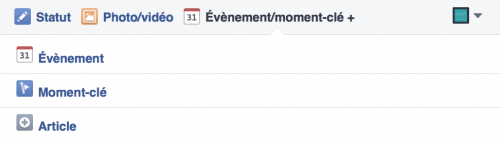 Statut Photo/vidéo 31 Évènement/moment-clé +
31 Évènement
Moment-clé
Article